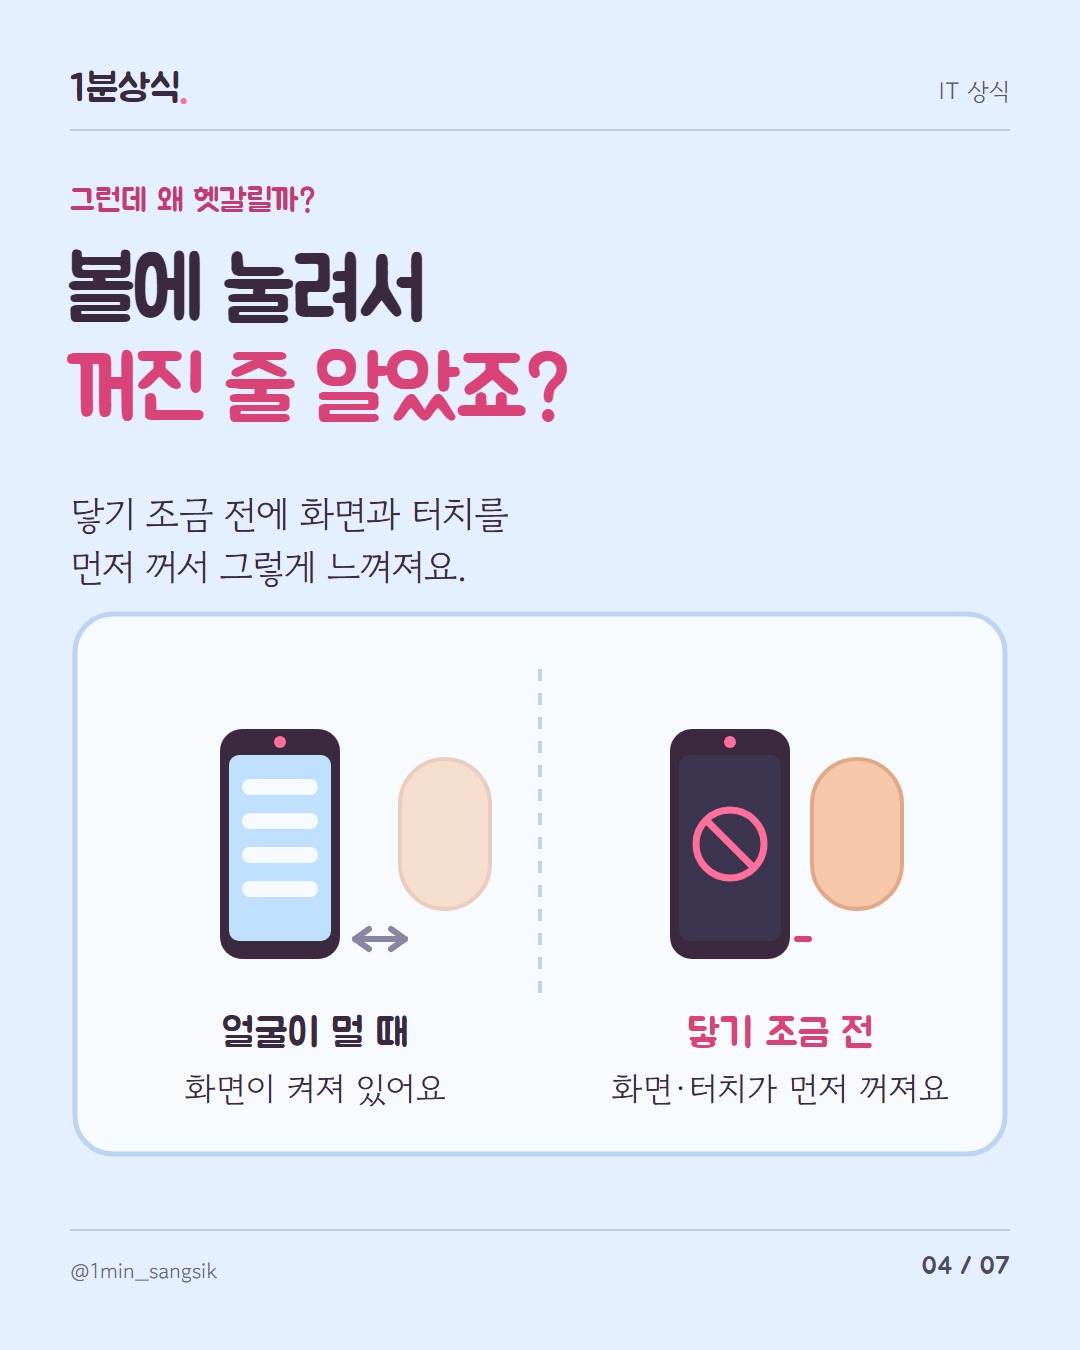 1분상식.
IT 상식
그런데 왜 헷갈릴까?
볼에 눌려서
꺼진 줄 알았죠?
닿기 조금 전에 화면과 터치를
먼저 꺼서 그렇게 느껴져요.
얼굴이 멀 때
화면이 켜져 있어요
닿기 조금 전
화면·터치가 먼저 꺼져요
@1min_sangsik
04 / 07